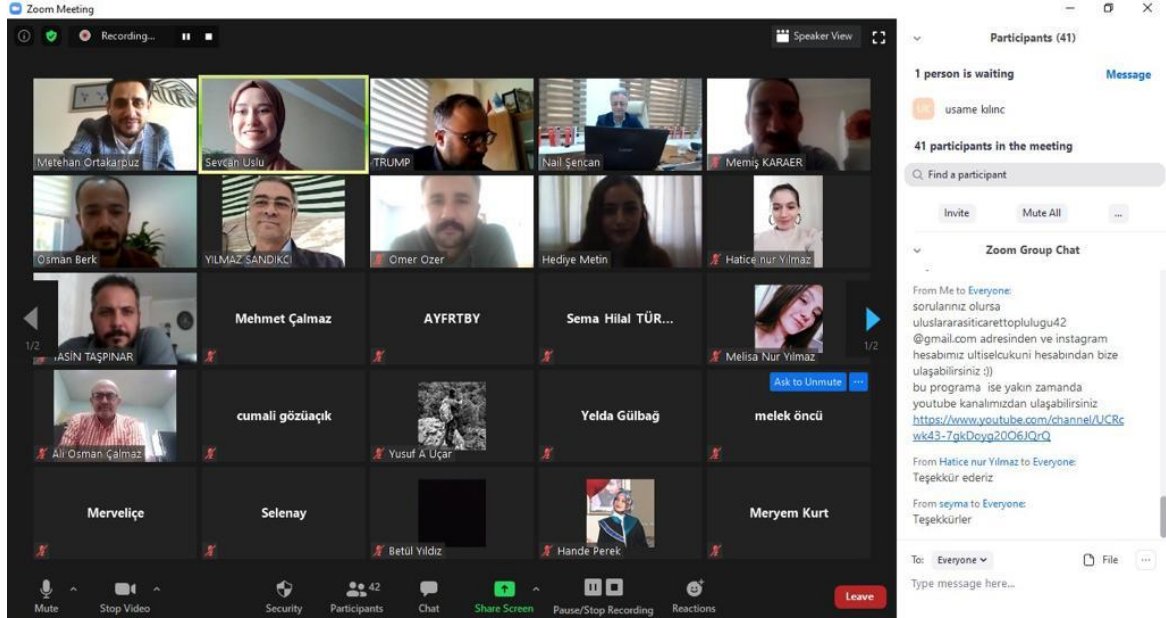 Zoom Meeting
Recording...
Speaker View
Metehan Ortakarpuz
Sevcan Uslu
TRUMP
Nail Şencan
Memiş KARAER
Osman Berk
YILMAZ SANDIKCI
Omer Ozer
Hediye Metin
Hatice nur Yılmaz
1/2
YASİN TAŞPINAR
Mehmet Çalmaz
AYFRTBY
Sema Hilal TÜR...
Melisa Nur Yılmaz
1/2
Ali Osman Çalmaz
cumali gözüaçık
Yusuf A Uçar
Yelda Gülbağ
Ask to Unmute ...
melek öncü
Merveliçe
Selenay
Betül Yıldız
Hande Perek
Meryem Kurt
Mute
Stop Video
Security
42
Participants
Chat
Share Screen
Pause/Stop Recording
Reactions
Leave
Participants (41)
1 person is waiting
Message
UC
usame kılınc
41 participants in the meeting
Find a participant
Invite
Mute All
...
Zoom Group Chat
From Me to Everyone:
sorularınız olursa
uluslararasiticarettoplulugu42
@gmail.com adresinden ve instagram
hesabımız ultiselcukuni hesabından bize
ulaşabilirsiniz :))
bu programa ise yakın zamanda
youtube kanalımızdan ulaşabilirsiniz
https://www.youtube.com/channel/UCRc
wk43-7gkDoyg20O6JQrQ
From Hatice nur Yılmaz to Everyone:
Teşekkür ederiz
From seyma to Everyone:
Teşekkürler
To: Everyone
File
...
Type message here...